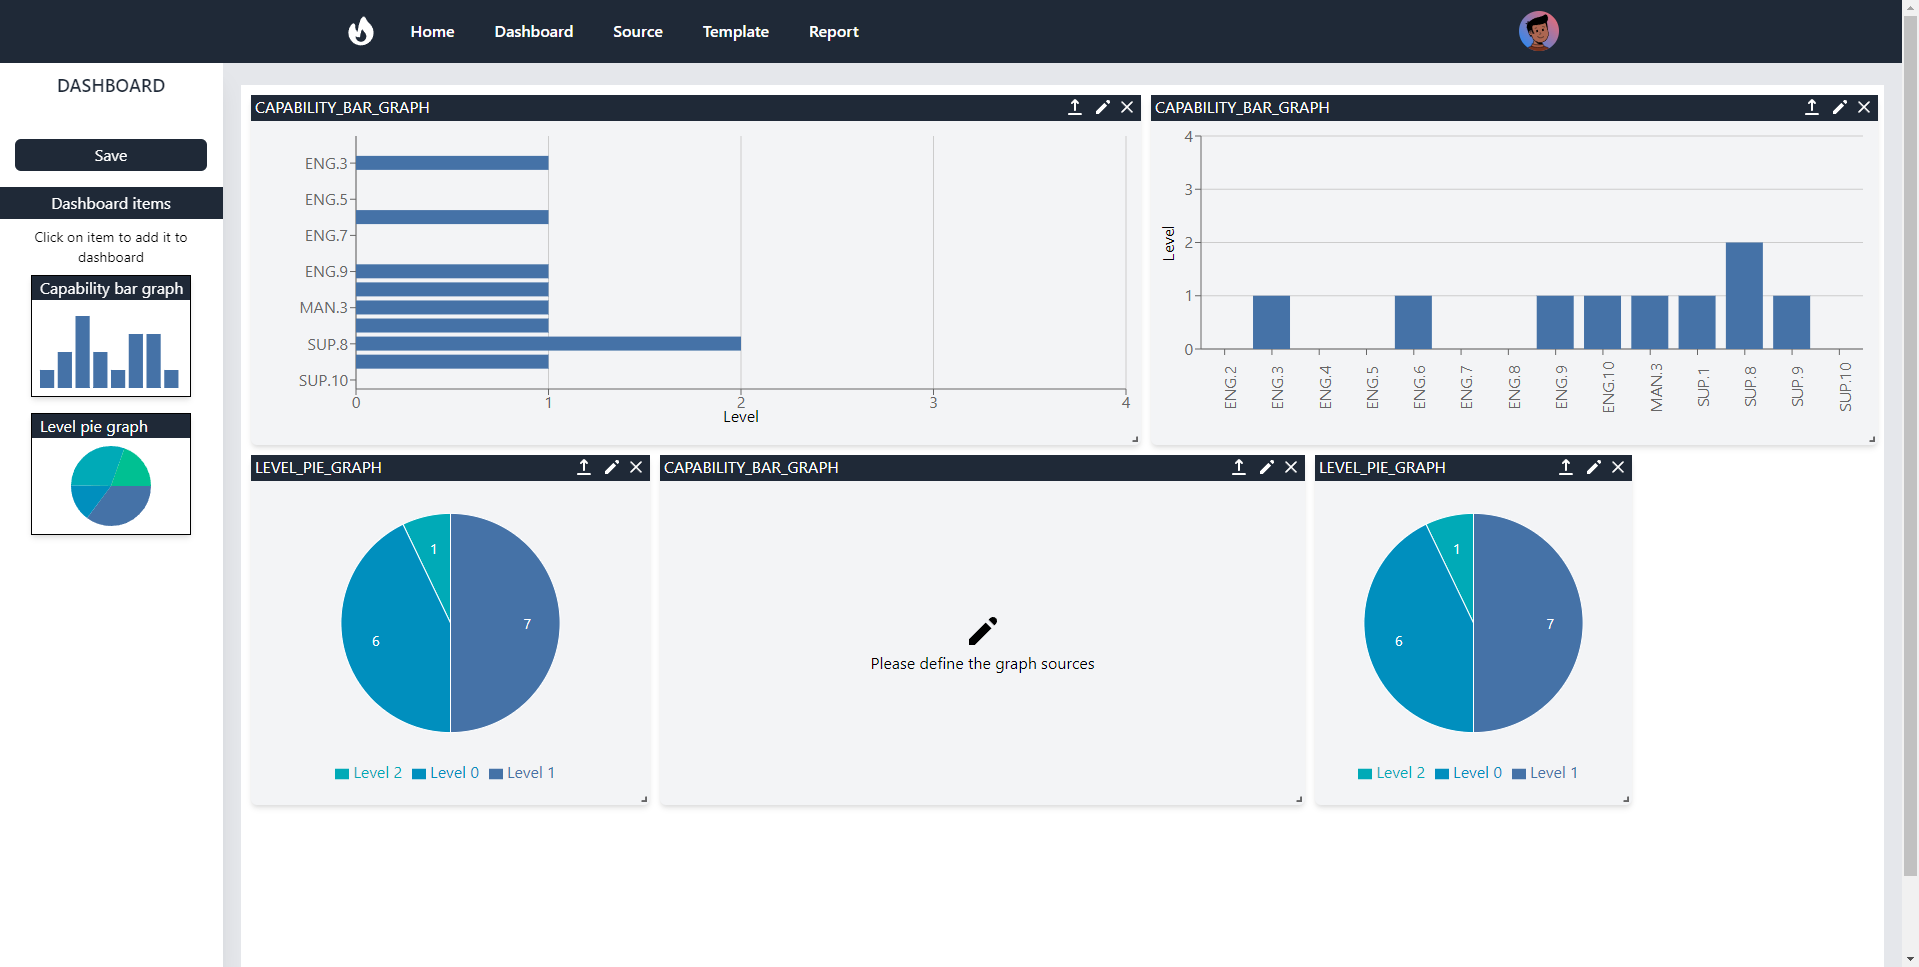 Home Dashboard Source Template Report
DASHBOARD
Save
Dashboard items
Click on item to add it to
dashboard
Capability bar graph
Level pie graph
CAPABILITY_BAR_GRAPH
ENG.3
ENG.5
ENG.7
ENG.9
MAN.3
SUP.8
SUP.10
0 1 2 3 4
Level
CAPABILITY_BAR_GRAPH
4
3
2
1
0
Level
ENG.2
ENG.3
ENG.4
ENG.5
ENG.6
ENG.7
ENG.8
ENG.9
ENG.10
MAN.3
SUP.1
SUP.8
SUP.9
SUP.10
LEVEL_PIE_GRAPH
1
7
6
Level 2 Level 0 Level 1
CAPABILITY_BAR_GRAPH
Please define the graph sources
LEVEL_PIE_GRAPH
1
7
6
Level 2 Level 0 Level 1